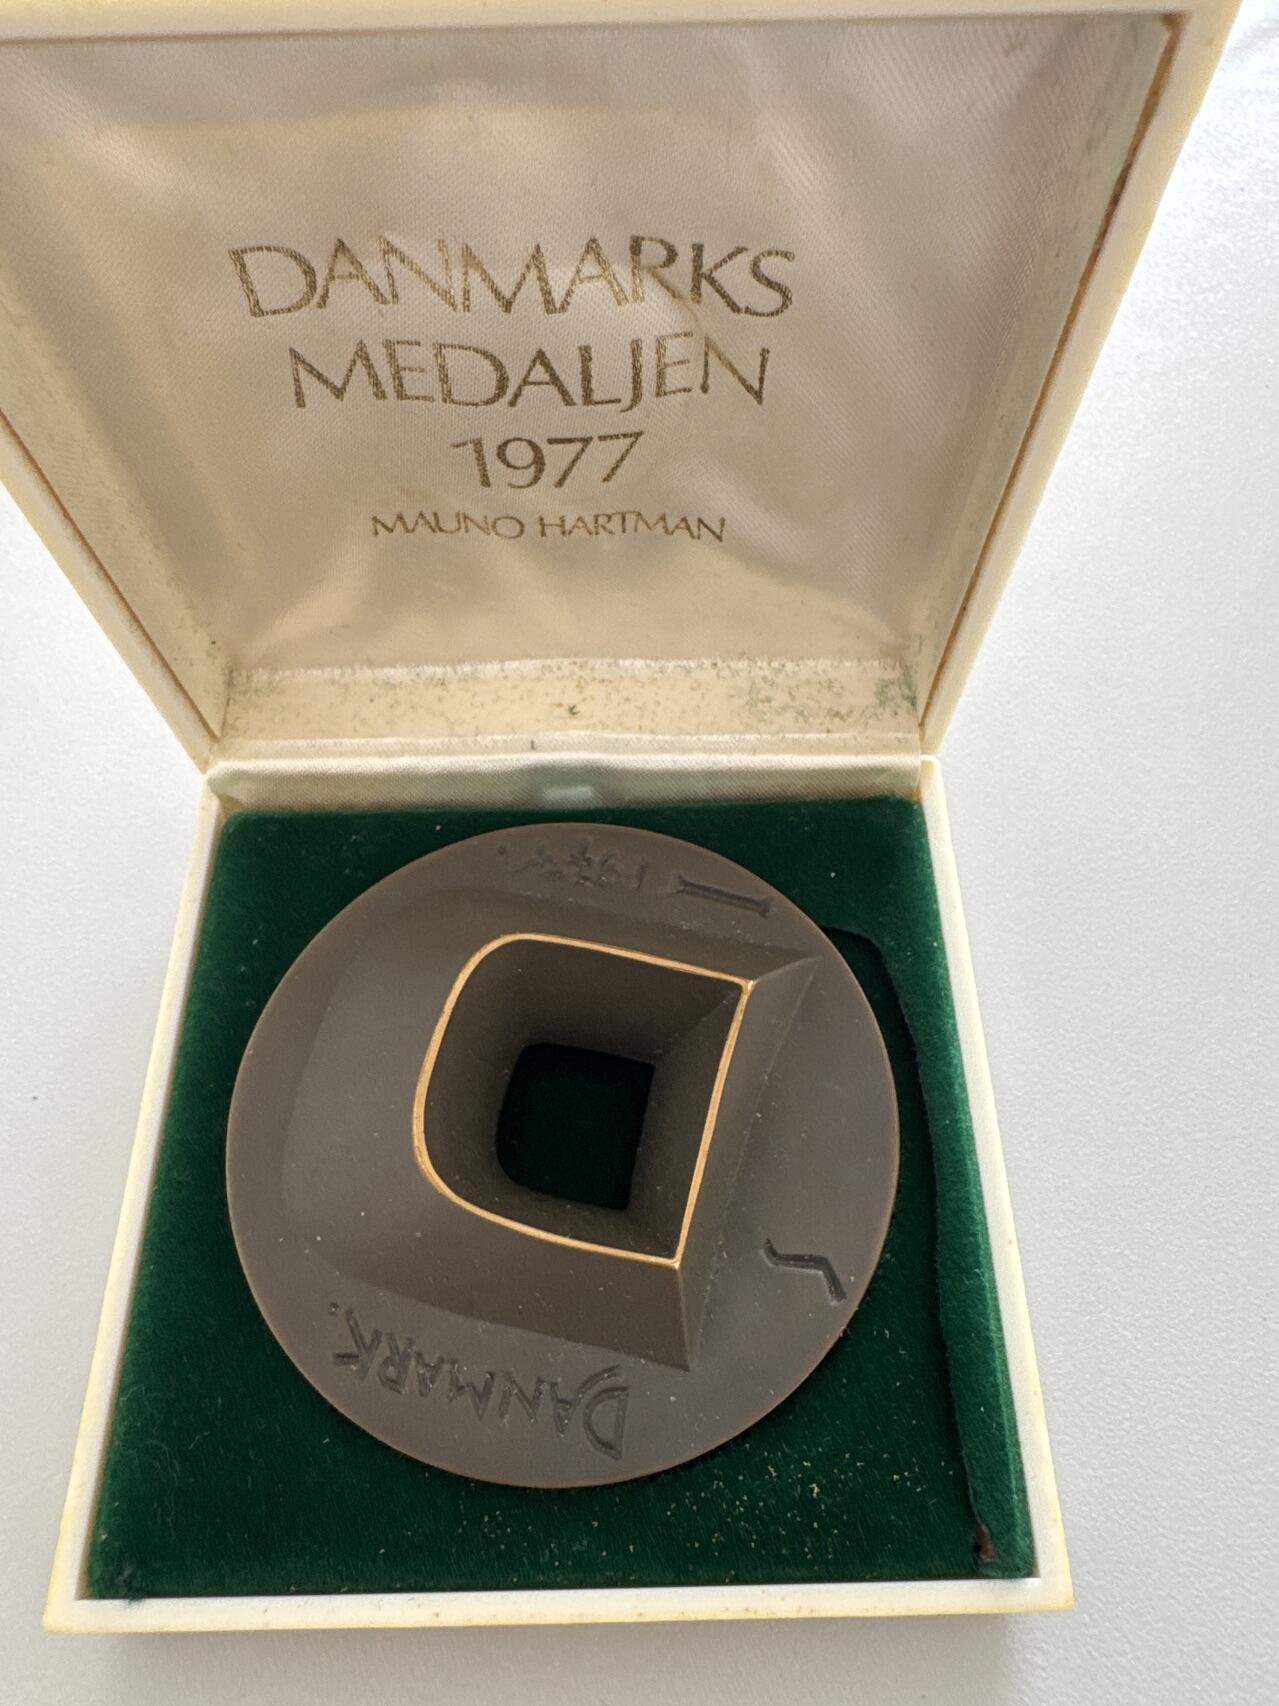 DANMARKS
MEDALJEN
1977
MAUNO HARTMAN
DANMARK.